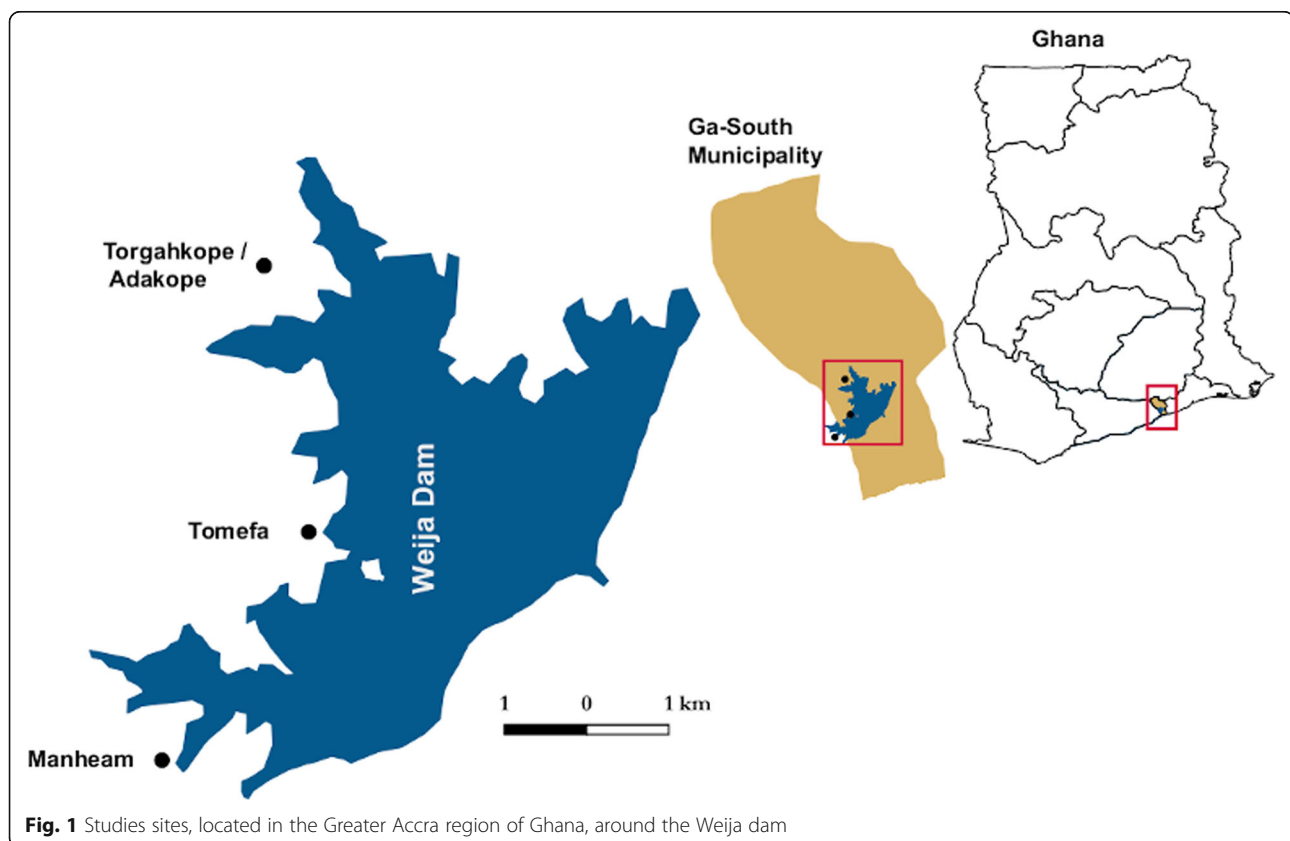 Ghana
Ga-South
Municipality
Torgahkope /
Adakope
Tomefa
Weija Dam
Manheam
1 0 1 km
Fig. 1 Studies sites, located in the Greater Accra region of Ghana, around the Weija dam